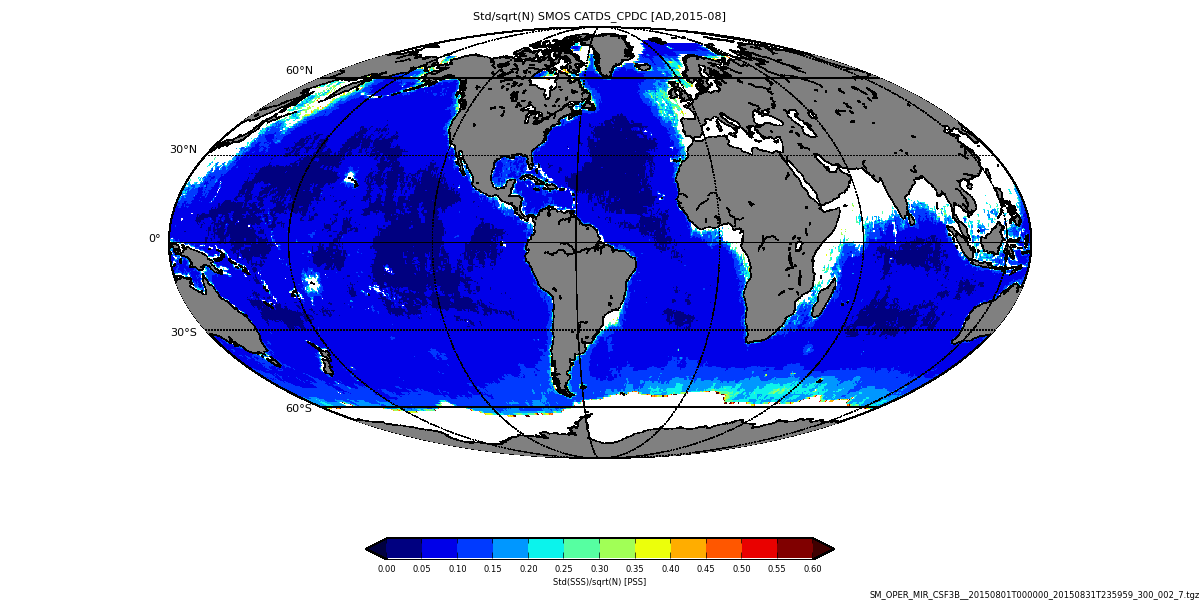 Std/sqrt(N) SMOS CATDS_CPDC [AD,2015-08]
60°N
30°N
0°
30°S
60°S
0.00 0.05 0.10 0.15 0.20 0.25 0.30 0.35 0.40 0.45 0.50 0.55 0.60
Std(SSS)/sqrt(N) [PSS]
SM_OPER_MIR_CSF3B__20150801T000000_20150831T235959_300_002_7.tgz